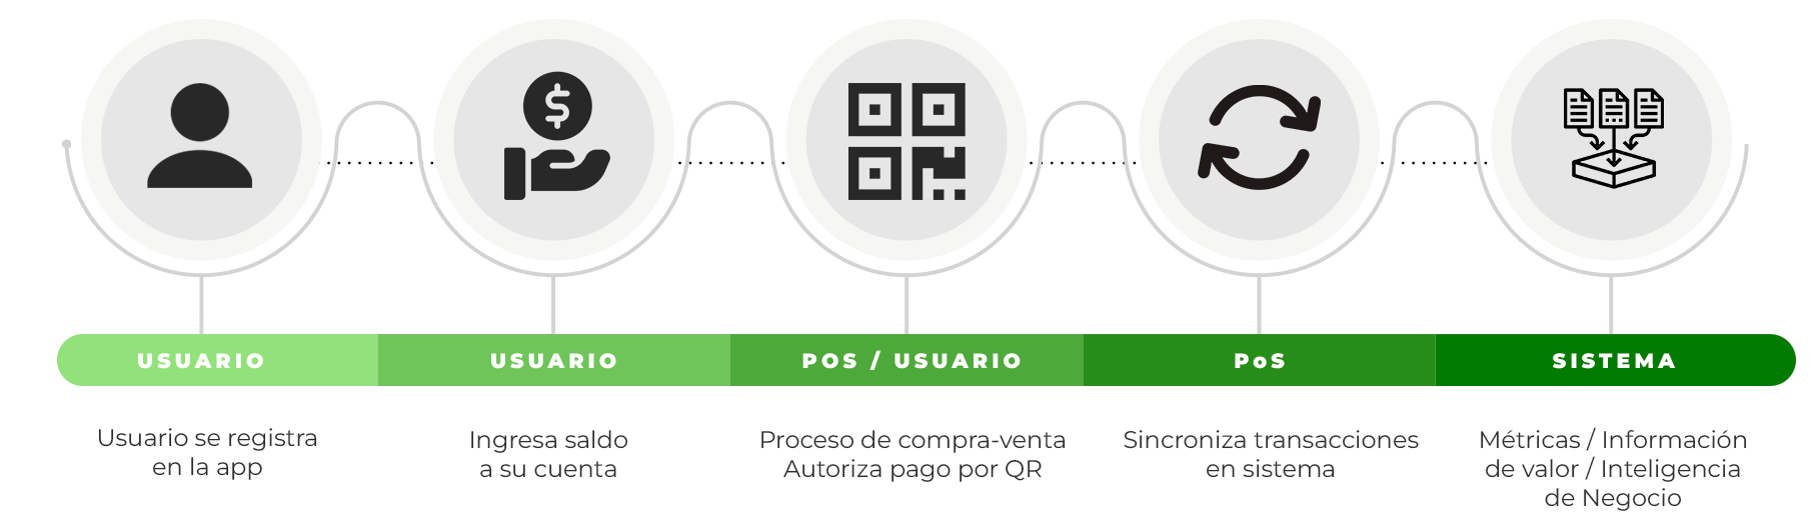 $
USUARIO
USUARIO
POS / USUARIO
PoS
SISTEMA
Usuario se registra
en la app
Ingresa saldo
a su cuenta
Proceso de compra-venta
Autoriza pago por QR
Sincroniza transacciones
en sistema
Métricas / Información
de valor / Inteligencia
de Negocio